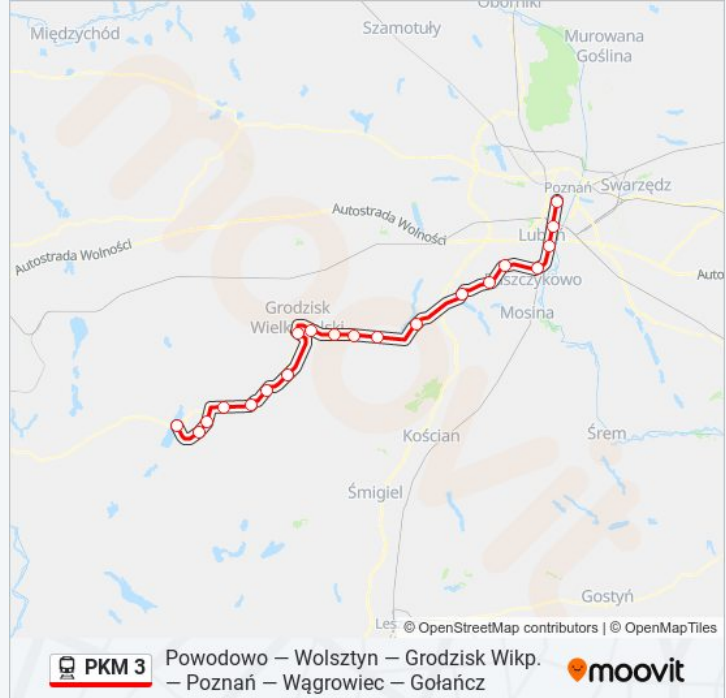 Oborniki
Międzychód
Szamotuły
Murowana
Goślina
Poznań
Swarzędz
Autostrada Wolności
Luboń
Autostrada Wolności
Auto
Puszczykowo
Mosina
Grodzisk
Wielkopolski
Kościan
Śrem
Śmigiel
Gostyń
Les
© OpenStreetMap contributors | © OpenMapTiles
moovit
PKM 3
Powodowo — Wolsztyn — Grodzisk Wlkp.
— Poznań — Wągrowiec — Gołańcz
moovit